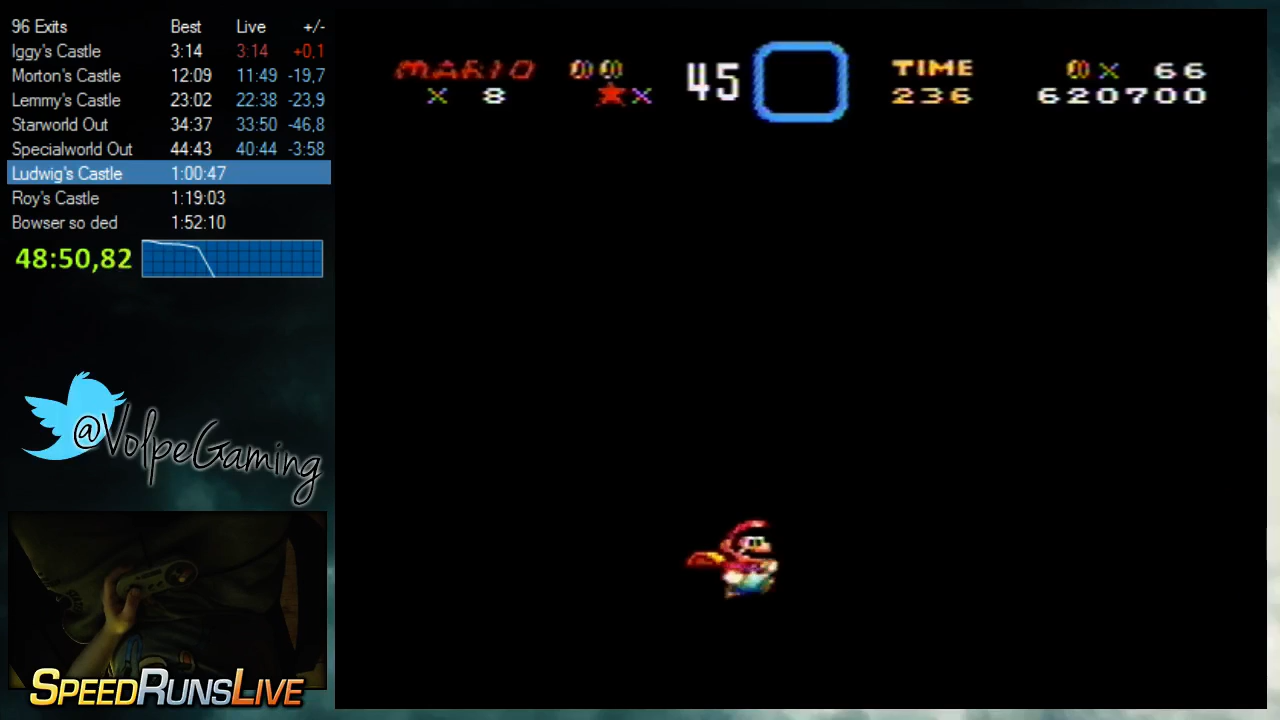 96 Exits Best Live +/-
Iggy's Castle 3:14 3:14 +0,1
Morton's Castle 12:09 11:49 -19,7
Lemmy's Castle 23:02 22:38 -23,9
Starworld Out 34:37 33:50 -46,8
Specialworld Out 44:43 40:44 -3:58
Ludwig's Castle 1:00:47
Roy's Castle 1:19:03
Bowser so ded 1:52:10
48:50,82
@VolpeGaming
SPEEDRUNSLIVE
MARIO
x 8
x 45
TIME
236
x 66
620700